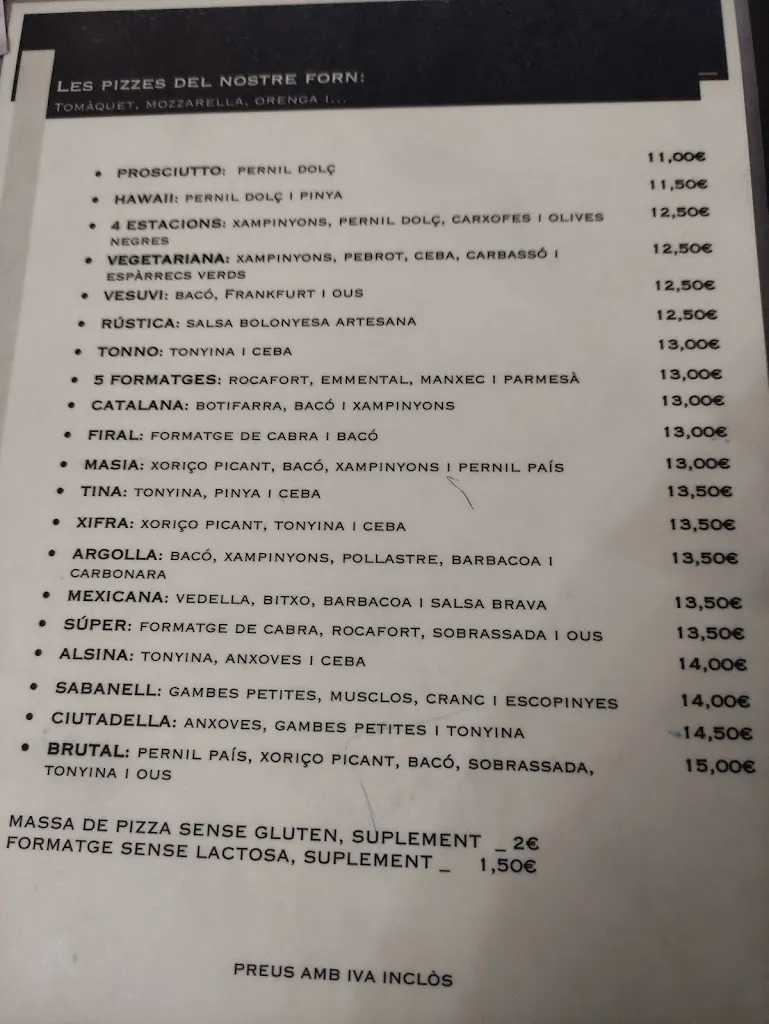 LES PIZZES DEL NOSTRE FORN:
TOMÀQUET, MOZZARELLA, ORENGA I...
• PROSCIUTTO: PERNIL DOLÇ 11,00€
• HAWAII: PERNIL DOLÇ I PINYA 11,50€
• 4 ESTACIONS: XAMPINYONS, PERNIL DOLÇ, CARXOFES I OLIVES 12,50€
NEGRES
• VEGETARIANA: XAMPINYONS, PEBROT, CEBA, CARBASSÓ I 12,50€
ESPÀRRECS VERDS
• VESUVI: BACÓ, FRANKFURT I OUS 12,50€
• RÚSTICA: SALSA BOLONYESA ARTESANA 12,50€
• TONNO: TONYINA I CEBA 13,00€
• 5 FORMATGES: ROCAFORT, EMMENTAL, MANXEC I PARMESÀ 13,00€
• CATALANA: BOTIFARRA, BACÓ I XAMPINYONS 13,00€
• FIRAL: FORMATGE DE CABRA I BACÓ 13,00€
• MASIA: XORIÇO PICANT, BACÓ, XAMPINYONS I PERNIL PAÍS 13,00€
• TINA: TONYINA, PINYA I CEBA 13,50€
• XIFRA: XORIÇO PICANT, TONYINA I CEBA 13,50€
• ARGOLLA: BACÓ, XAMPINYONS, POLLASTRE, BARBACOA I 13,50€
CARBONARA
• MEXICANA: VEDELLA, BITXO, BARBACOA I SALSA BRAVA 13,50€
• SÚPER: FORMATGE DE CABRA, ROCAFORT, SOBRASSADA I OUS 13,50€
• ALSINA: TONYINA, ANXOVES I CEBA 14,00€
• SABANELL: GAMBES PETITES, MUSCLOS, CRANC I ESCOPINYES 14,00€
• CIUTADELLA: ANXOVES, GAMBES PETITES I TONYINA 14,50€
• BRUTAL: PERNIL PAÍS, XORIÇO PICANT, BACÓ, SOBRASSADA, 15,00€
TONYINA I OUS
MASSA DE PIZZA SENSE GLUTEN, SUPLEMENT _ 2€
FORMATGE SENSE LACTOSA, SUPLEMENT _ 1,50€
PREUS AMB IVA INCLÒS